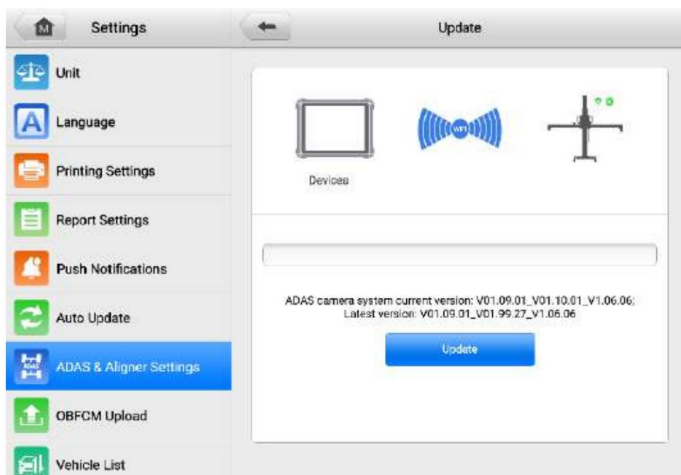 M
Settings
Update
Unit
A
Language
Printing Settings
Report Settings
Push Notifications
Auto Update
ADAS
ADAS & Aligner Settings
OBFCM Upload
Vehicle List
WIFI
Devices
ADAS camera system current version: V01.09.01_V01.10.01_V1.06.06;
Latest version: V01.09.01_V01.99.27_V1.06.06
Update